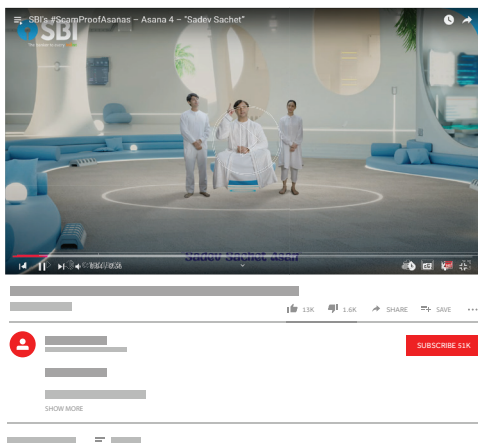 SBI's #ScamProofAsanas – Asana 4 – "Sadev Sachet"
SBI
Sadev Sachet Asan
13K
1.6K
SHARE
SAVE
SUBSCRIBE 51K
SHOW MORE